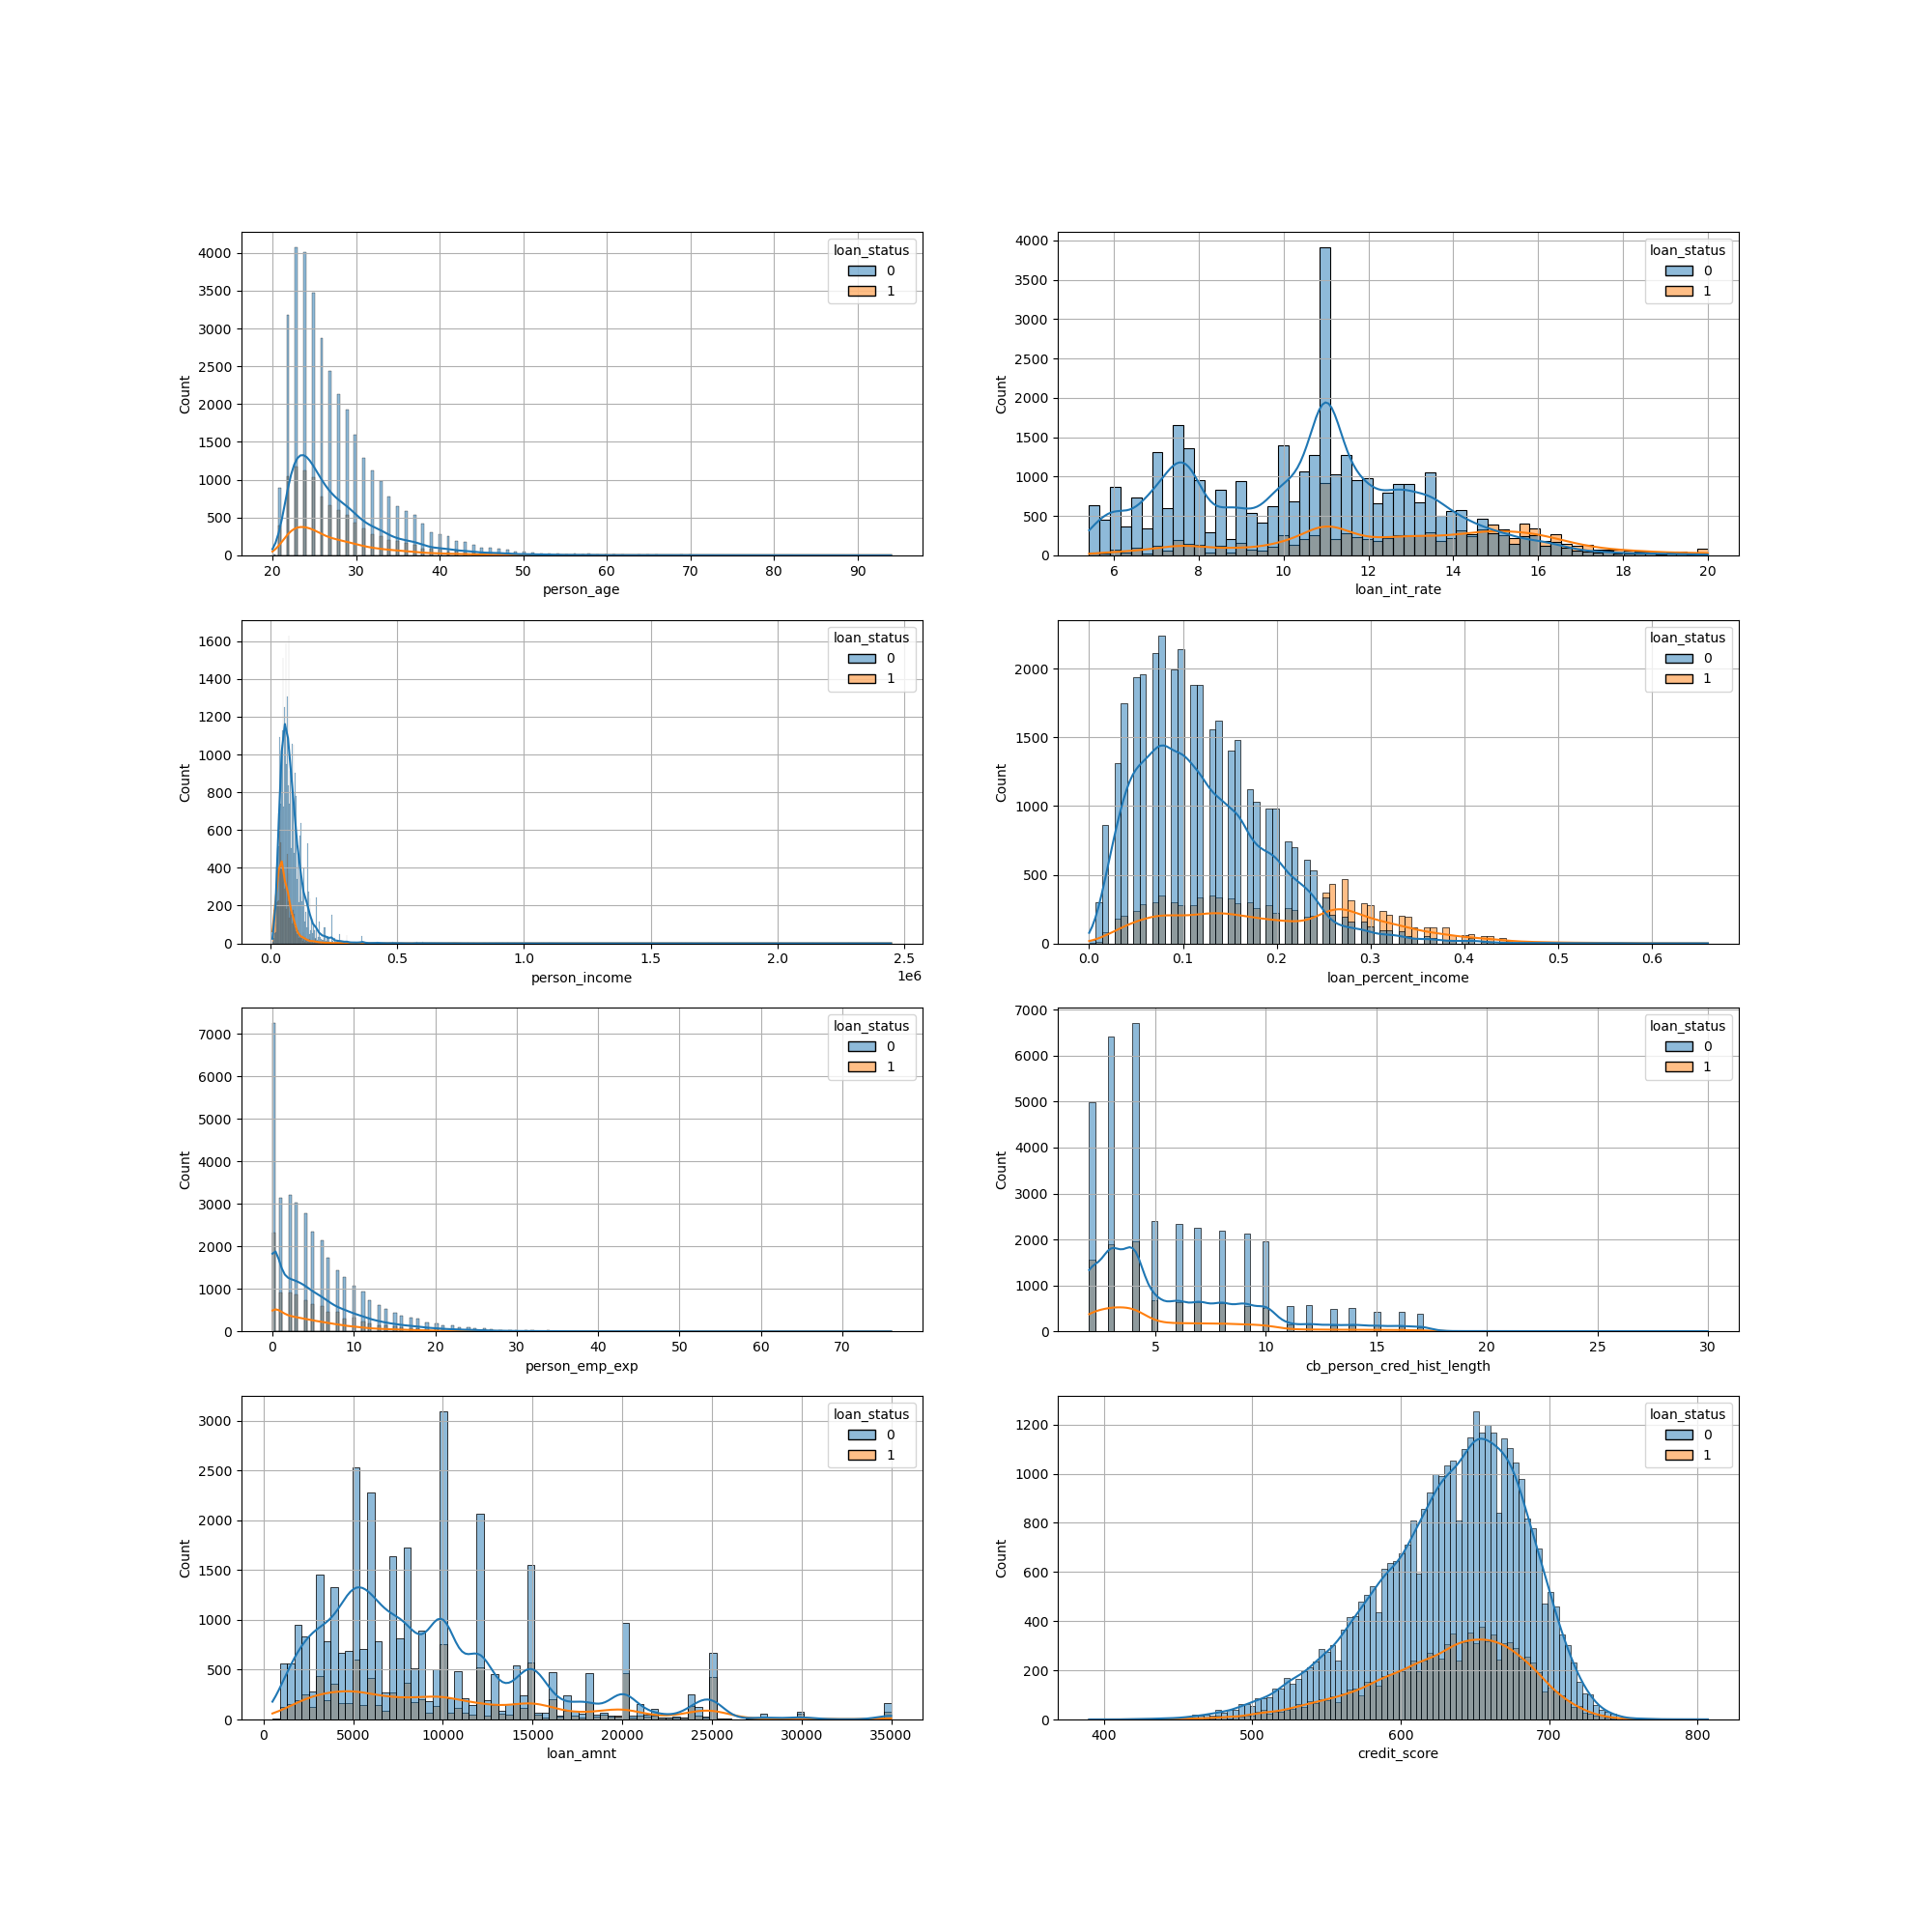 loan_status
0
1
4000
3500
3000
2500
2000
1500
1000
500
0
Count
20 30 40 50 60 70 80 90
person_age
loan_status
0
1
4000
3500
3000
2500
2000
1500
1000
500
0
Count
6 8 10 12 14 16 18 20
loan_int_rate
loan_status
0
1
1600
1400
1200
1000
800
600
400
200
0
Count
0.0 0.5 1.0 1.5 2.0 2.5
1e6
person_income
loan_status
0
1
2000
1500
1000
500
0
Count
0.0 0.1 0.2 0.3 0.4 0.5 0.6
loan_percent_income
loan_status
0
1
7000
6000
5000
4000
3000
2000
1000
0
Count
0 10 20 30 40 50 60 70
person_emp_exp
loan_status
0
1
7000
6000
5000
4000
3000
2000
1000
0
Count
5 10 15 20 25 30
cb_person_cred_hist_length
loan_status
0
1
3000
2500
2000
1500
1000
500
0
Count
0 5000 10000 15000 20000 25000 30000 35000
loan_amnt
loan_status
0
1
1200
1000
800
600
400
200
0
Count
400 500 600 700 800
credit_score